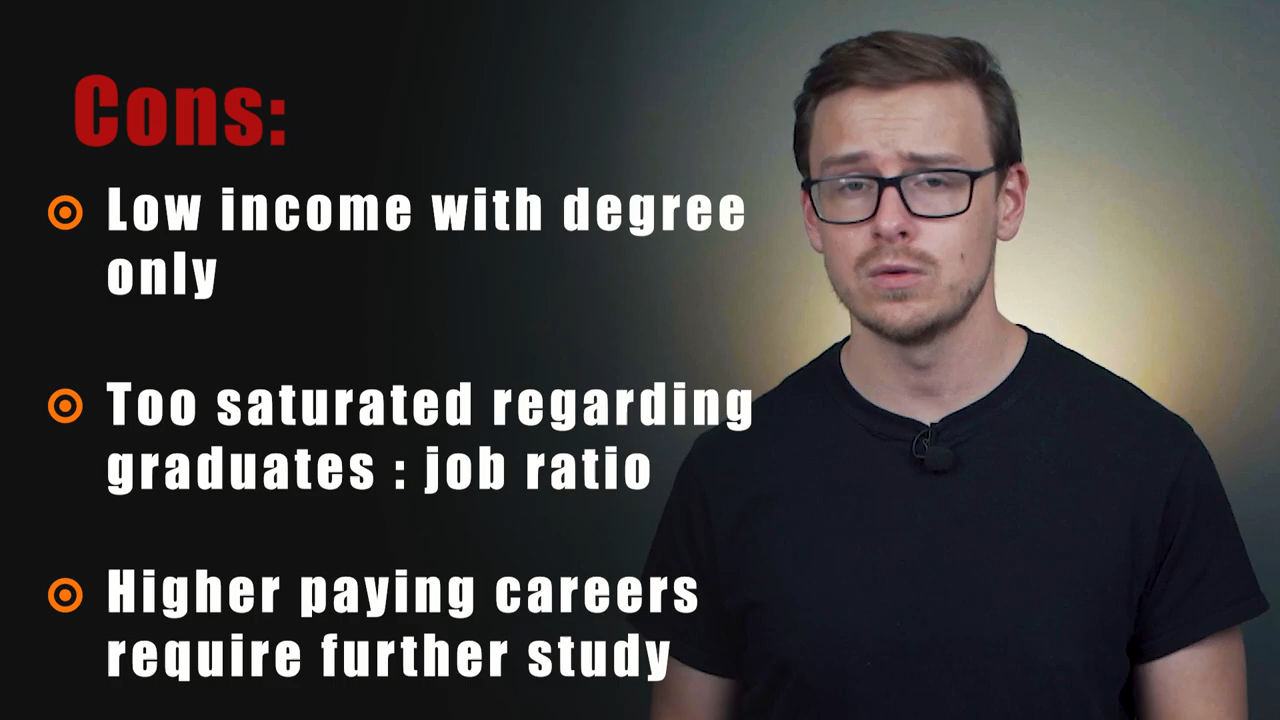 Cons:
Low income with degree
only
Too saturated regarding
graduates : job ratio
Higher paying careers
require further study